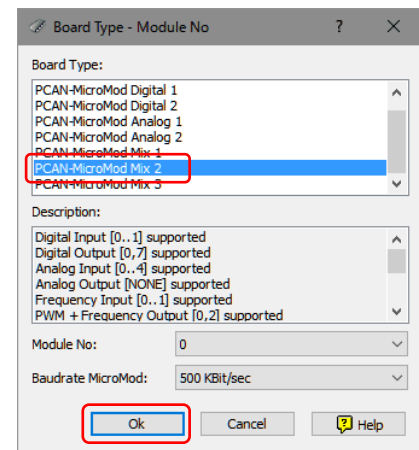 Board Type - Module No ?
Board Type:
PCAN-MicroMod Digital 1
PCAN-MicroMod Digital 2
PCAN-MicroMod Analog 1
PCAN-MicroMod Analog 2
PCAN-MicroMod Mix 1
PCAN-MicroMod Mix 2
PCAN-MicroMod Mix 3
Description:
Digital Input [0..1] supported
Digital Output [0,7] supported
Analog Input [0..4] supported
Analog Output [NONE] supported
Frequency Input [0..1] supported
PWM + Frequency Output [0,2] supported
Module No: 0
Baudrate MicroMod: 500 KBit/sec
Ok Cancel Help